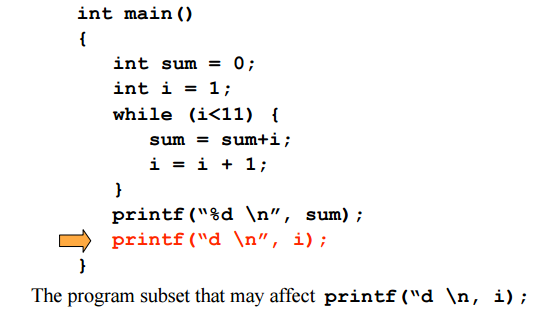 int main()
{
int sum = 0;
int i = 1;
while (i<11) {
sum = sum+i;
i = i + 1;
}
printf(“%d \n”, sum);
printf(“d \n”, i);
}
The program subset that may affect printf(“d \n, i);